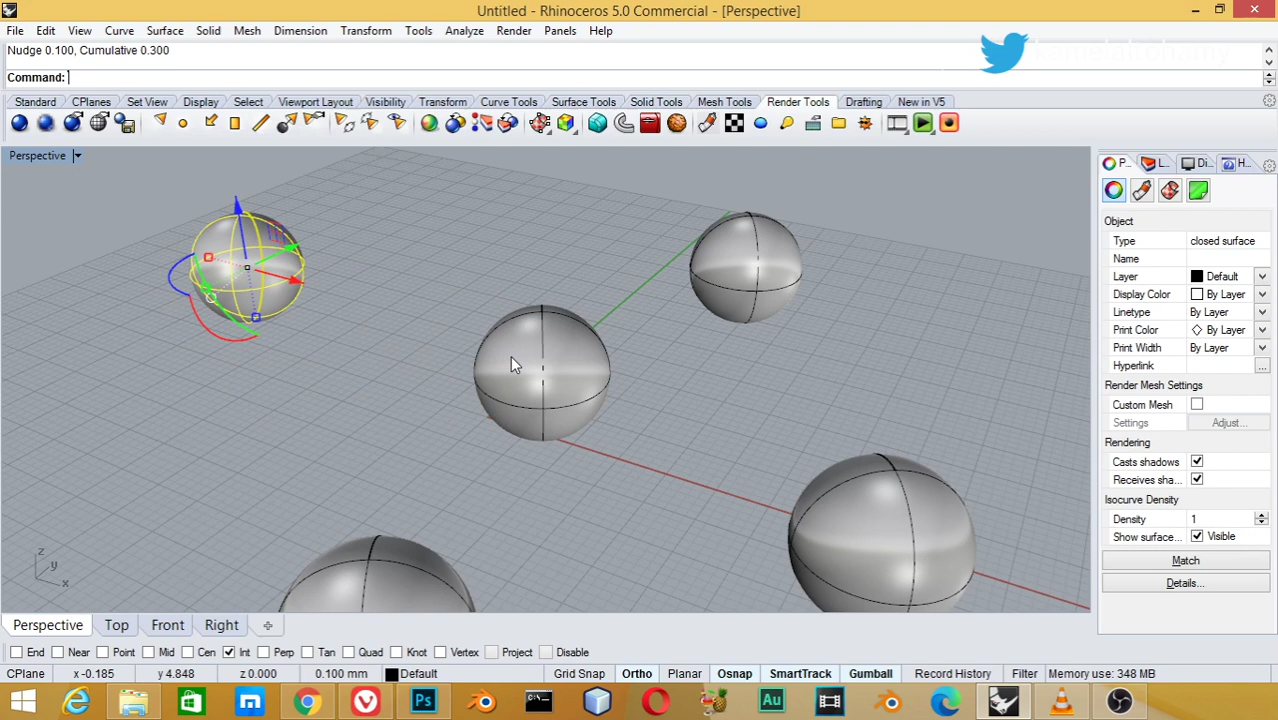 Untitled - Rhinoceros 5.0 Commercial - [Perspective]
File Edit View Curve Surface Solid Mesh Dimension Transform Tools Analyze Render Panels Help
Nudge 0.100, Cumulative 0.300
kamelaltohamy
Command:
Standard CPlanes Set View Display Select Viewport Layout Visibility Transform Curve Tools Surface Tools Solid Tools Mesh Tools Render Tools Drafting New in V5
Perspective
P... L... Di... H...
Object
Type closed surface
Name
Layer Default
Display Color By Layer
Linetype By Layer
Print Color By Layer
Print Width By Layer
Hyperlink ...
Render Mesh Settings
Custom Mesh
Settings Adjust...
Rendering
Casts shadows
Receives sha...
Isocurve Density
Density 1
Show surface... Visible
Match
Details...
z
y
x
Perspective Top Front Right
End Near Point Mid Cen Int Perp Tan Quad Knot Vertex Project Disable
CPlane x -0.185 y 4.848 z 0.000 0.100 mm Default Grid Snap Ortho Planar Osnap SmartTrack Gumball Record History Filter Memory use: 348 MB
Ps
Au